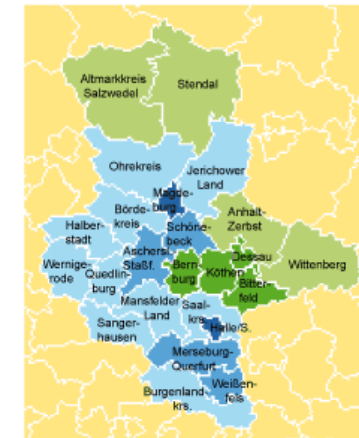 Altmarkkreis
Salzwedel
Stendal
Ohrekreis
Jerichower
Land
Magde-
burg
Börde-
kreis
Schöne-
beck
Halber-
stadt
Anhalt-
Zerbst
Aschersl.
Staßf.
Dessau
Wernige-
rode
Quedlin-
burg
Bern-
burg
Köthen
Wittenberg
Bitter-
feld
Mansfelder
Land
Saal-
krs.
Sanger-
hausen
Halle/S.
Merseburg-
Querfurt
Weißen-
fels
Burgenland-
krs.